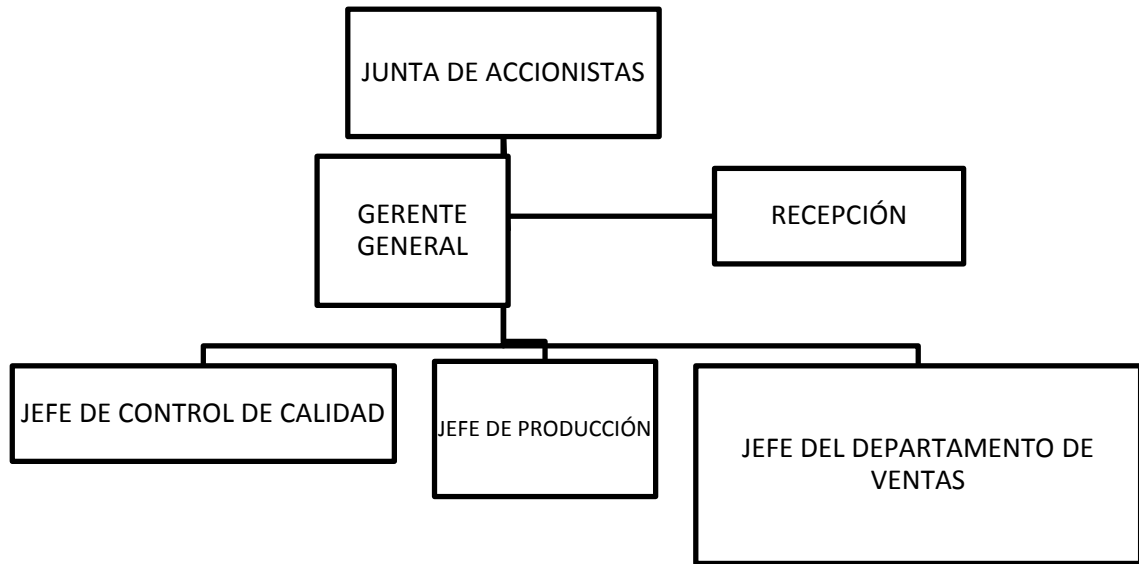 JUNTA DE ACCIONISTAS
GERENTE
GENERAL
RECEPCIÓN
JEFE DE CONTROL DE CALIDAD
JEFE DE PRODUCCIÓN
JEFE DEL DEPARTAMENTO DE
VENTAS